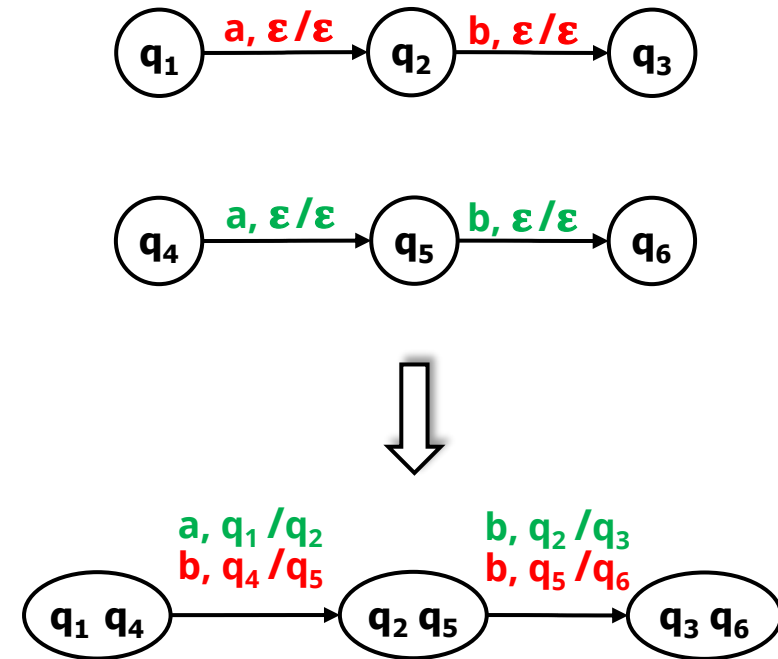 a, ε/ε b, ε/ε
q₁ q₂ q₃
a, ε/ε b, ε/ε
q₄ q₅ q₆
a, q₁/q₂ b, q₂/q₃
b, q₄/q₅ b, q₅/q₆
q₁ q₄ q₂ q₅ q₃ q₆